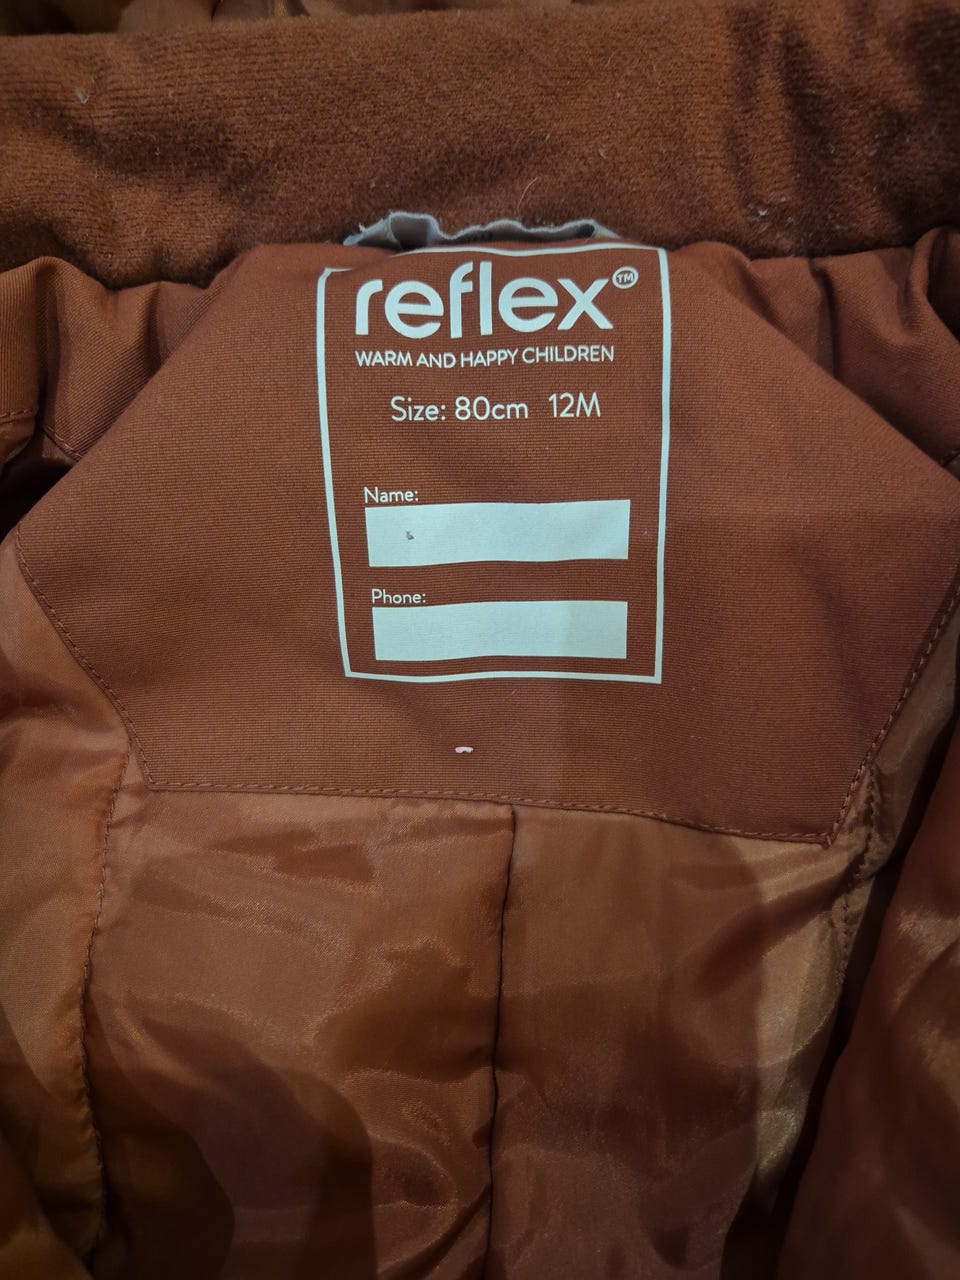 reflex™
WARM AND HAPPY CHILDREN
Size: 80cm 12M
Name:
Phone: